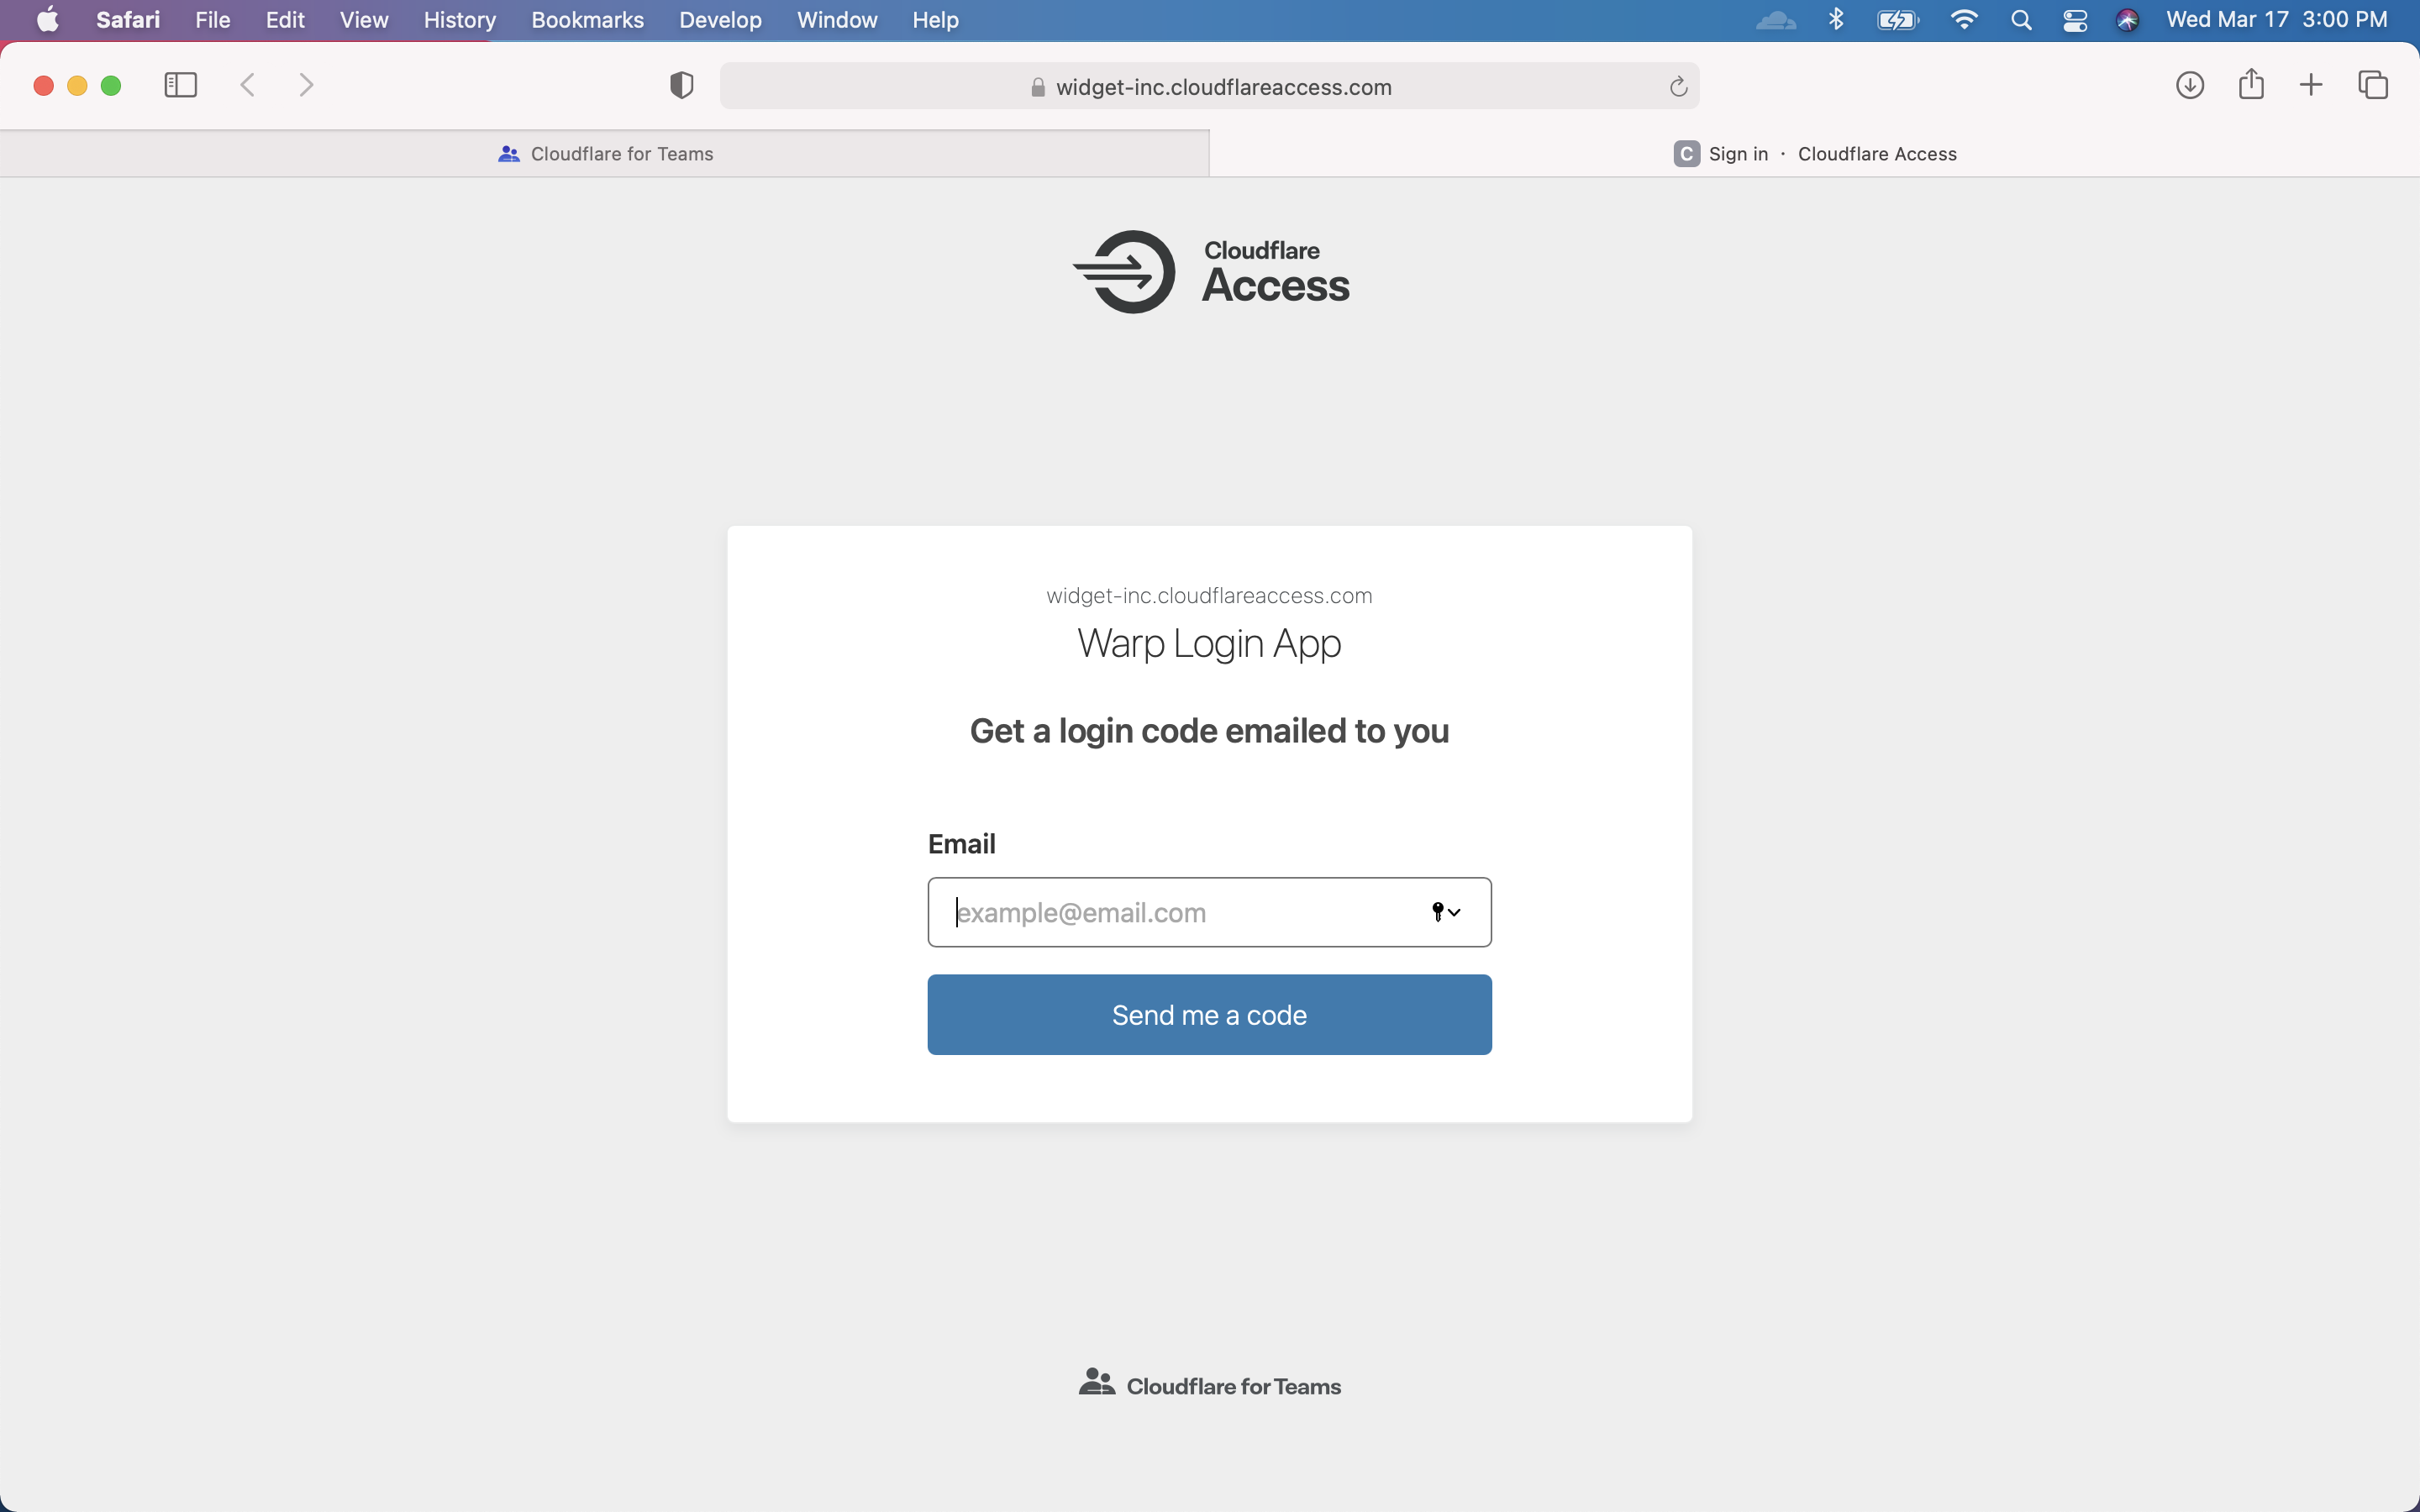 Safari File Edit View History Bookmarks Develop Window Help Wed Mar 17 3:00 PM
widget-inc.cloudflareaccess.com
Cloudflare for Teams
C Sign in · Cloudflare Access
Cloudflare
Access
widget-inc.cloudflareaccess.com
Warp Login App
Get a login code emailed to you
Email
example@email.com
Send me a code
Cloudflare for Teams